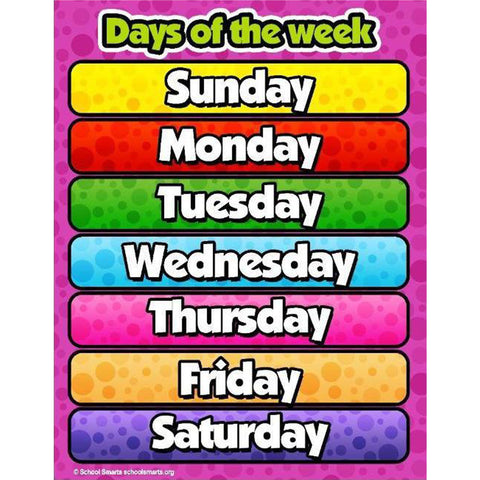 Days of the week
Sunday
Monday
Tuesday
Wednesday
Thursday
Friday
Saturday
© School Smarts schoolsmarts.org